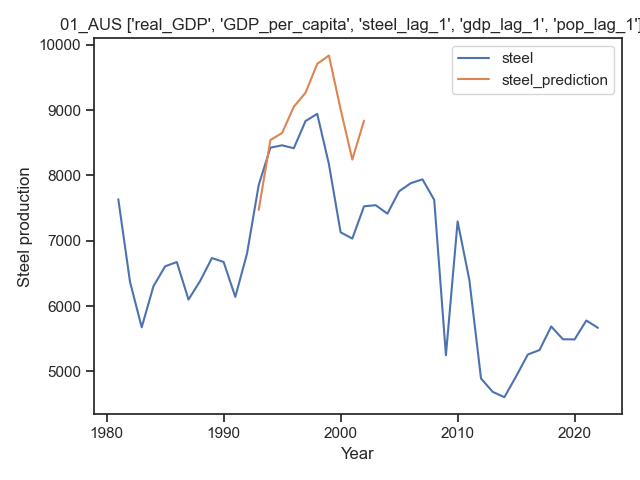 01_AUS ['real_GDP', 'GDP_per_capita', 'steel_lag_1', 'gdp_lag_1', 'pop_lag_1']
steel
steel_prediction
10000
9000
8000
7000
6000
5000
Steel production
1980
1990
2000
2010
2020
Year